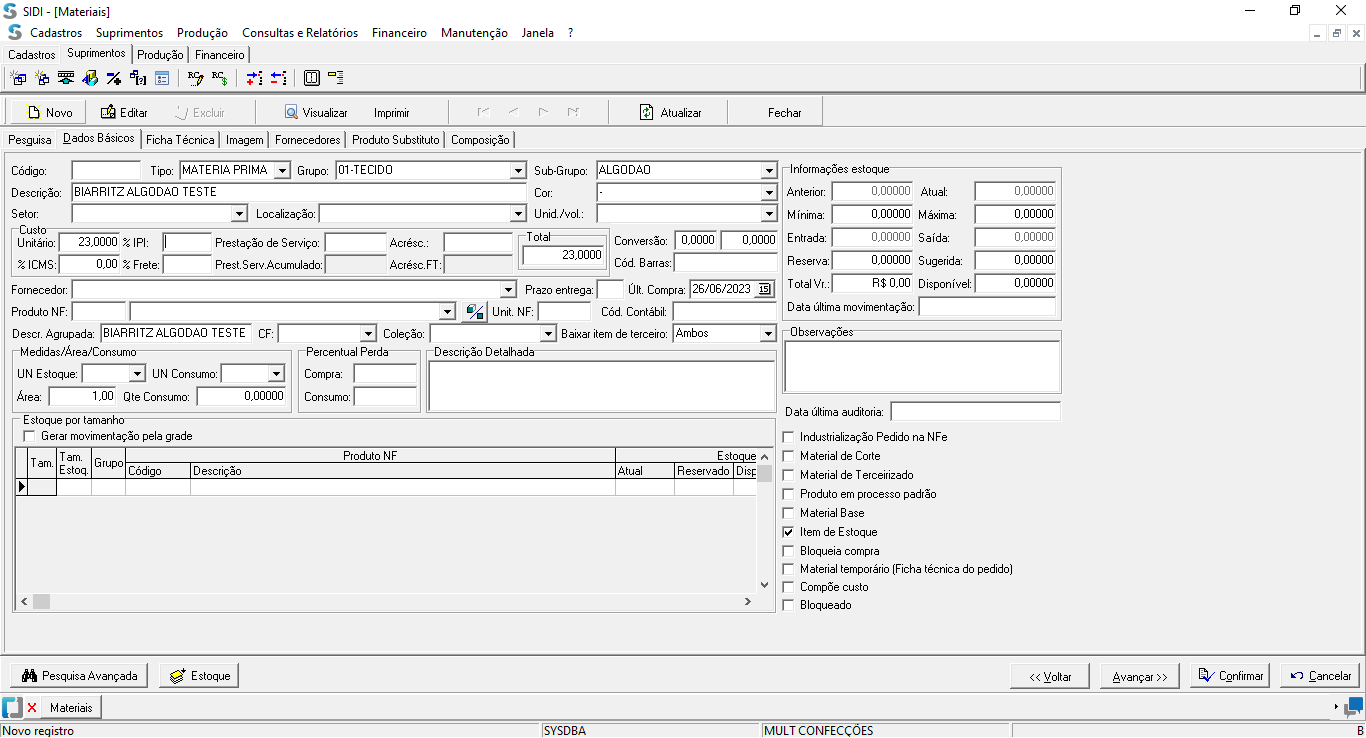 SIDI - [Materiais]
Cadastros Suprimentos Produção Consultas e Relatórios Financeiro Manutenção Janela ?
Cadastros Suprimentos Produção Financeiro
Novo Editar Excluir Visualizar Imprimir Atualizar Fechar
Pesquisa Dados Básicos Ficha Técnica Imagem Fornecedores Produto Substituto Composição
Código: Tipo: MATERIA PRIMA Grupo: 01-TECIDO Sub-Grupo: ALGODAO
Descrição: BIARRITZ ALGODAO TESTE Cor: -
Setor: Localização: Unid./vol.:
Custo
Unitário: 23,0000 % IPI: Prestação de Serviço: Acrésc.:
% ICMS: 0,00 % Frete: Prest.Serv.Acumulado: Acrésc.FT:
Total
23,0000
Conversão: 0,0000 0,0000
Cód. Barras:
Fornecedor: Prazo entrega: Últ. Compra: 26/06/2023 15
Produto NF: Unit. NF: Cód. Contábil:
Descr. Agrupada: BIARRITZ ALGODAO TESTE CF: Coleção: Baixar item de terceiro: Ambos
Medidas/Área/Consumo
UN Estoque: UN Consumo:
Área: 1,00 Qte Consumo: 0,00000
Percentual Perda
Compra:
Consumo:
Descrição Detalhada
Estoque por tamanho
Gerar movimentação pela grade
Tam. Tam. Estoq. Grupo Produto NF Estoque
Código Descrição Atual Reservado Disp
Informações estoque
Anterior: 0,00000 Atual: 0,00000
Mínima: 0,00000 Máxima: 0,00000
Entrada: 0,00000 Saída: 0,00000
Reserva: 0,00000 Sugerida: 0,00000
Total Vr.: R$ 0,00 Disponível: 0,00000
Data última movimentação:
Observações
Data última auditoria:
Industrialização Pedido na NFe
Material de Corte
Material de Terceirizado
Produto em processo padrão
Material Base
Item de Estoque
Bloqueia compra
Material temporário (Ficha técnica do pedido)
Compõe custo
Bloqueado
Pesquisa Avançada Estoque << Voltar Avançar >> Confirmar Cancelar
Materiais
Novo registro SYSDBA MULT CONFECÇÕES B